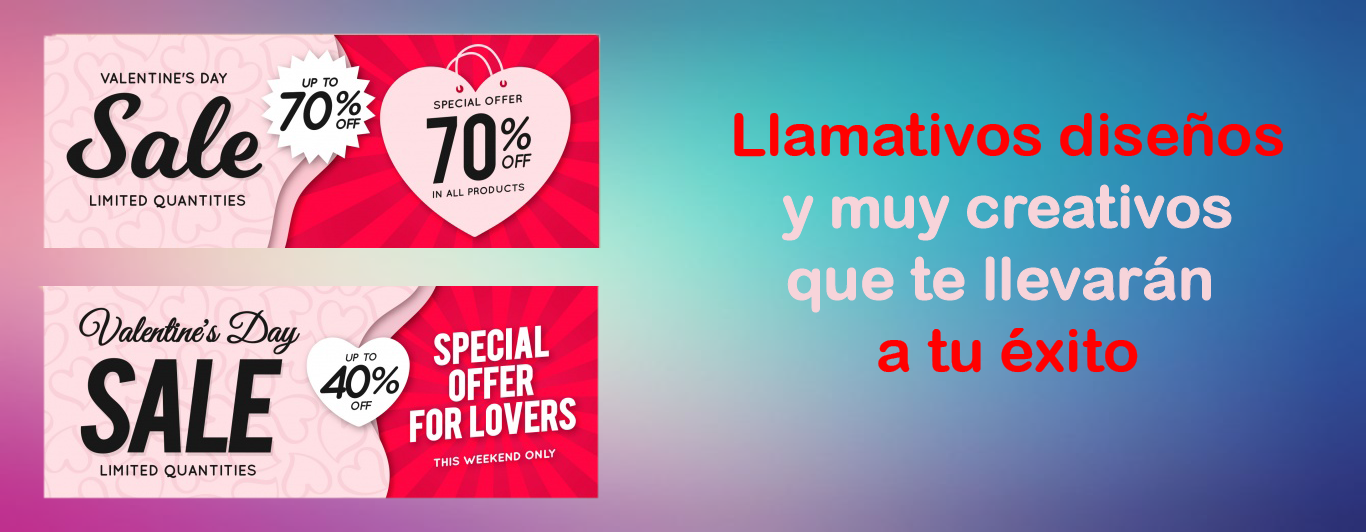 VALENTINE'S DAY
Sale
LIMITED QUANTITIES
UP TO
70%
OFF
SPECIAL OFFER
70%
OFF
IN ALL PRODUCTS
Valentine's Day
SALE
LIMITED QUANTITIES
UP TO
40%
OFF
SPECIAL
OFFER
FOR LOVERS
THIS WEEKEND ONLY
Llamativos diseños
y muy creativos
que te llevarán
a tu éxito